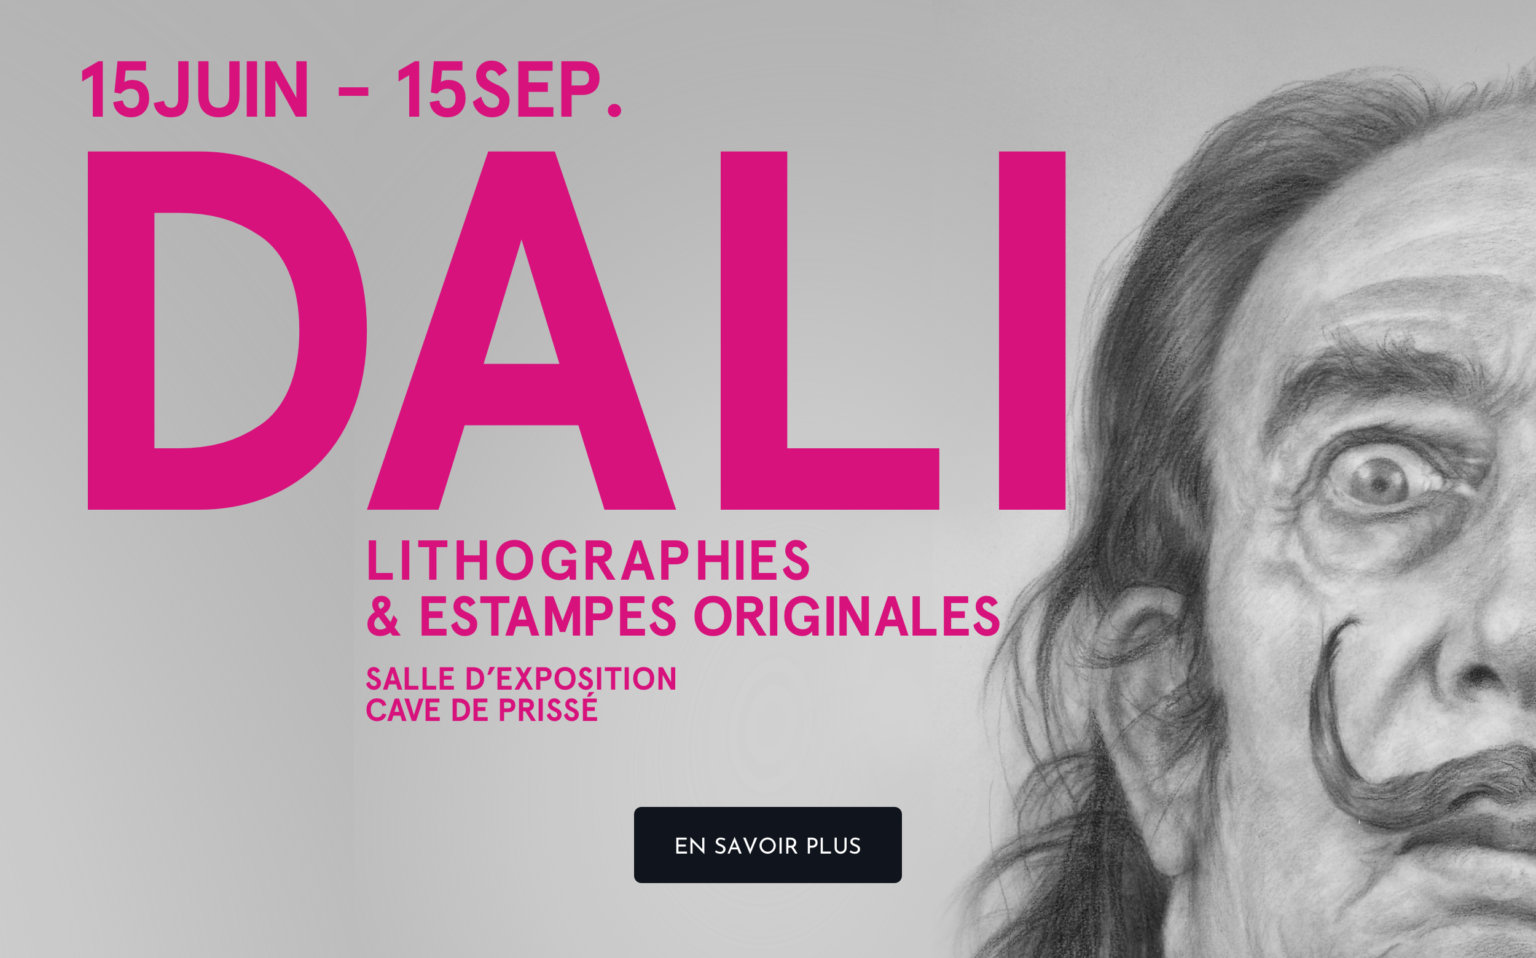 15JUIN - 15SEP.
DALI
LITHOGRAPHIES
& ESTAMPES ORIGINALES
SALLE D’EXPOSITION
CAVE DE PRISSÉ
EN SAVOIR PLUS